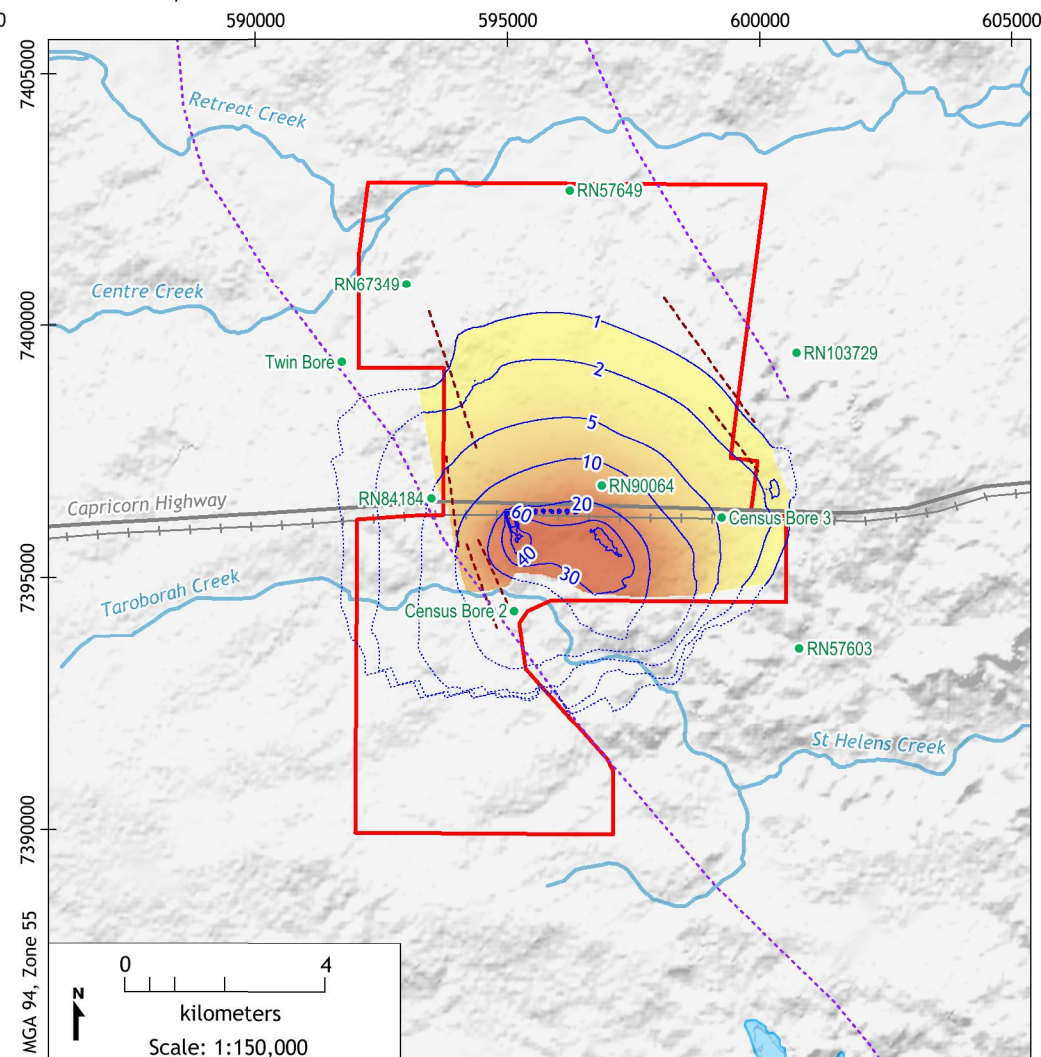 590000
595000
600000
605000
0
7405000
Retreat Creek
RN57649
RN67349
Centre Creek
7400000
1
Twin Bore
RN103729
2
5
10
RN84184
RN90064
Capricorn Highway
20
60
Census Bore 3
40
30
7395000
Taroborah Creek
Census Bore 2
RN57603
St Helens Creek
7390000
MGA 94, Zone 55
0 4
N
kilometers
Scale: 1:150,000